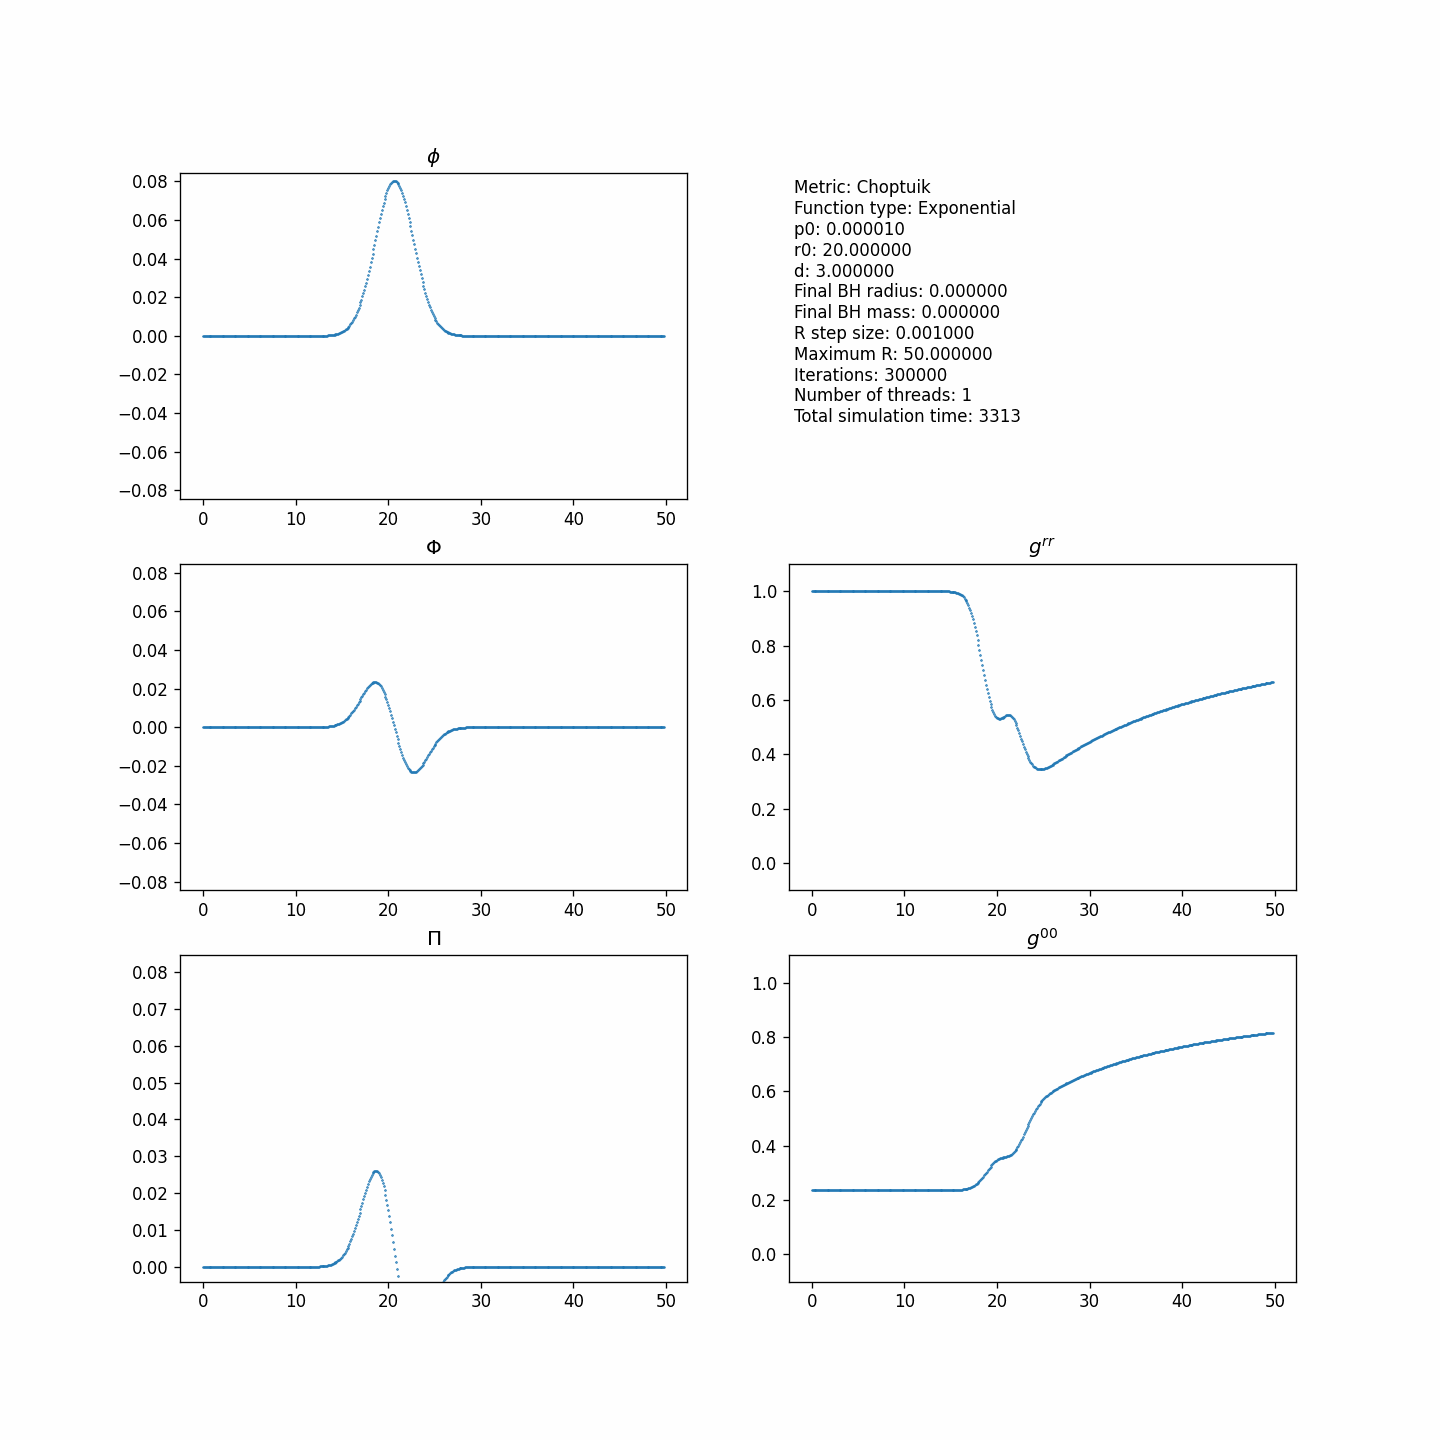 ϕ
0.08
0.06
0.04
0.02
0.00
−0.02
−0.04
−0.06
−0.08
0 10 20 30 40 50
Metric: Choptuik
Function type: Exponential
p0: 0.000010
r0: 20.000000
d: 3.000000
Final BH radius: 0.000000
Final BH mass: 0.000000
R step size: 0.001000
Maximum R: 50.000000
Iterations: 300000
Number of threads: 1
Total simulation time: 3313
Φ
0.08
0.06
0.04
0.02
0.00
−0.02
−0.04
−0.06
−0.08
0 10 20 30 40 50
g^{rr}
1.0
0.8
0.6
0.4
0.2
0.0
0 10 20 30 40 50
Π
0.08
0.07
0.06
0.05
0.04
0.03
0.02
0.01
0.00
0 10 20 30 40 50
g^{00}
1.0
0.8
0.6
0.4
0.2
0.0
0 10 20 30 40 50